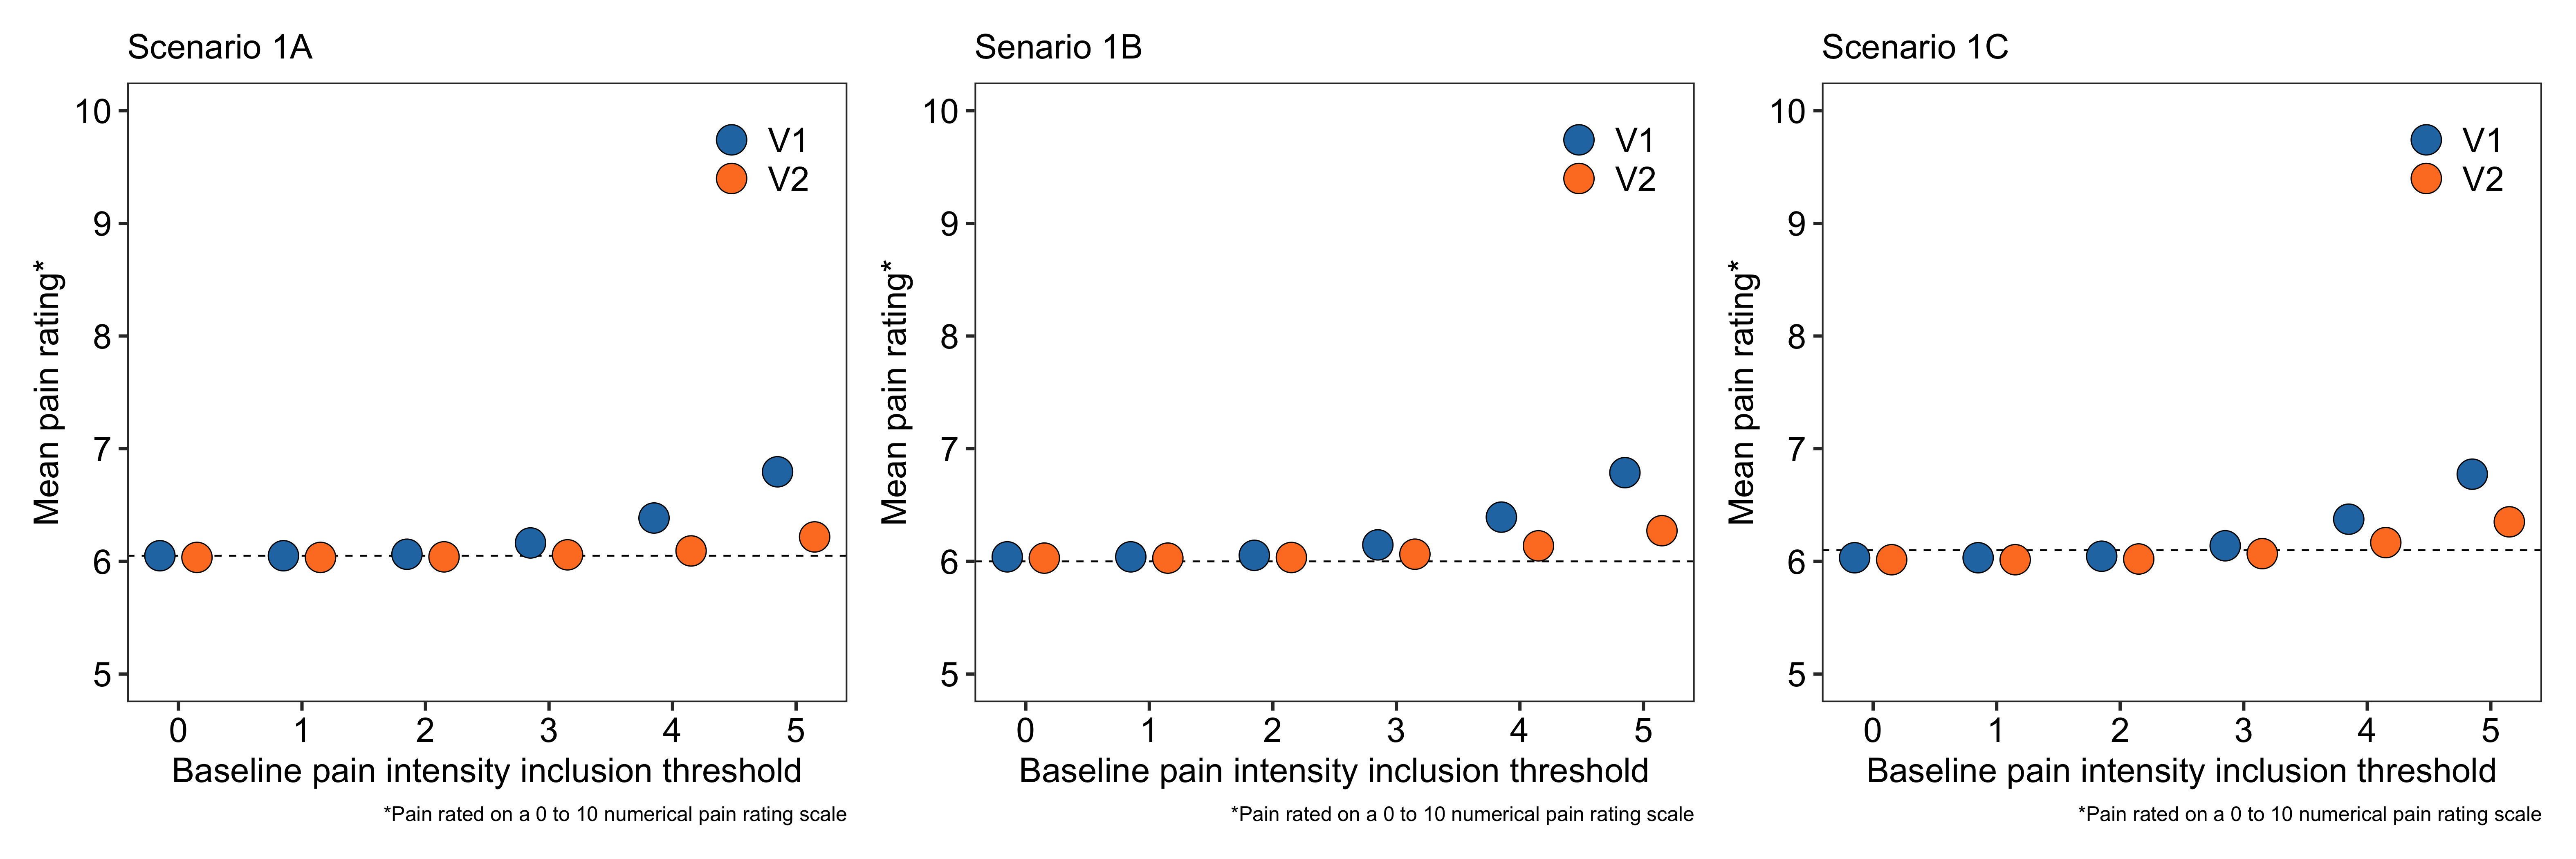 Scenario 1A
10
9
8
7
6
5
Mean pain rating*
V1
V2
0 1 2 3 4 5
Baseline pain intensity inclusion threshold
*Pain rated on a 0 to 10 numerical pain rating scale
Senario 1B
10
9
8
7
6
5
Mean pain rating*
V1
V2
0 1 2 3 4 5
Baseline pain intensity inclusion threshold
*Pain rated on a 0 to 10 numerical pain rating scale
Scenario 1C
10
9
8
7
6
5
Mean pain rating*
V1
V2
0 1 2 3 4 5
Baseline pain intensity inclusion threshold
*Pain rated on a 0 to 10 numerical pain rating scale